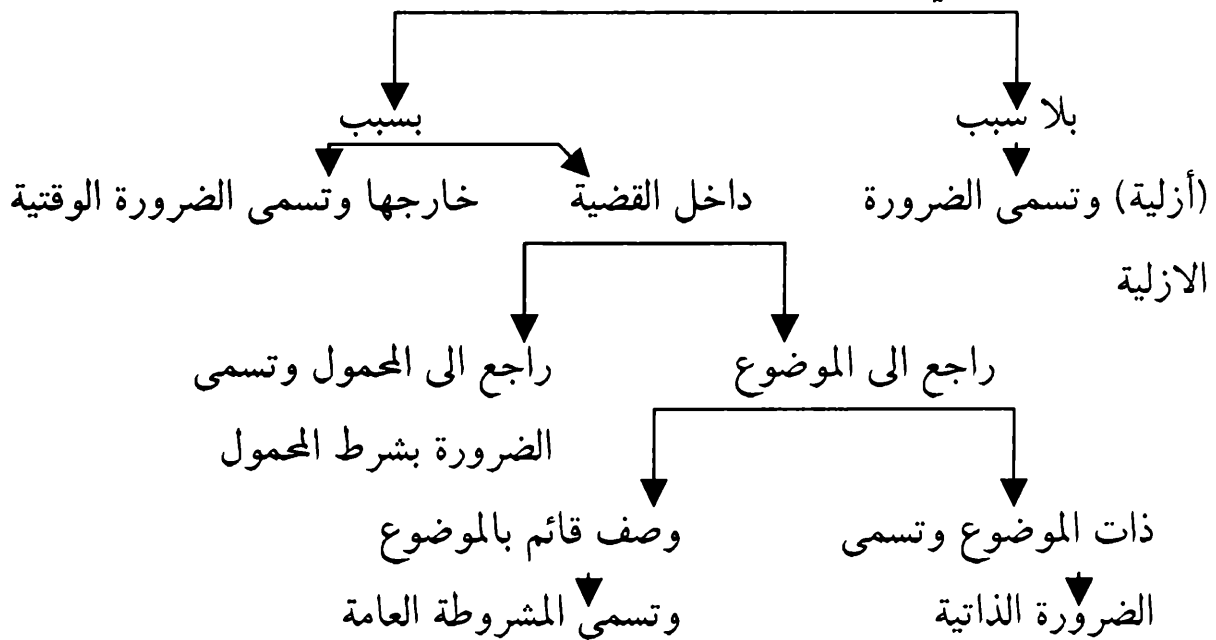 بلا سبب
بسبب
(أزلية) وتسمى الضرورة
الازلية
داخل القضية
خارجها وتسمى الضرورة الوقتية
راجع الى الموضوع
راجع الى المحمول وتسمى
الضرورة بشرط المحمول
ذات الموضوع وتسمى
الضرورة الذاتية
وصف قائم بالموضوع
وتسمى المشروطة العامة